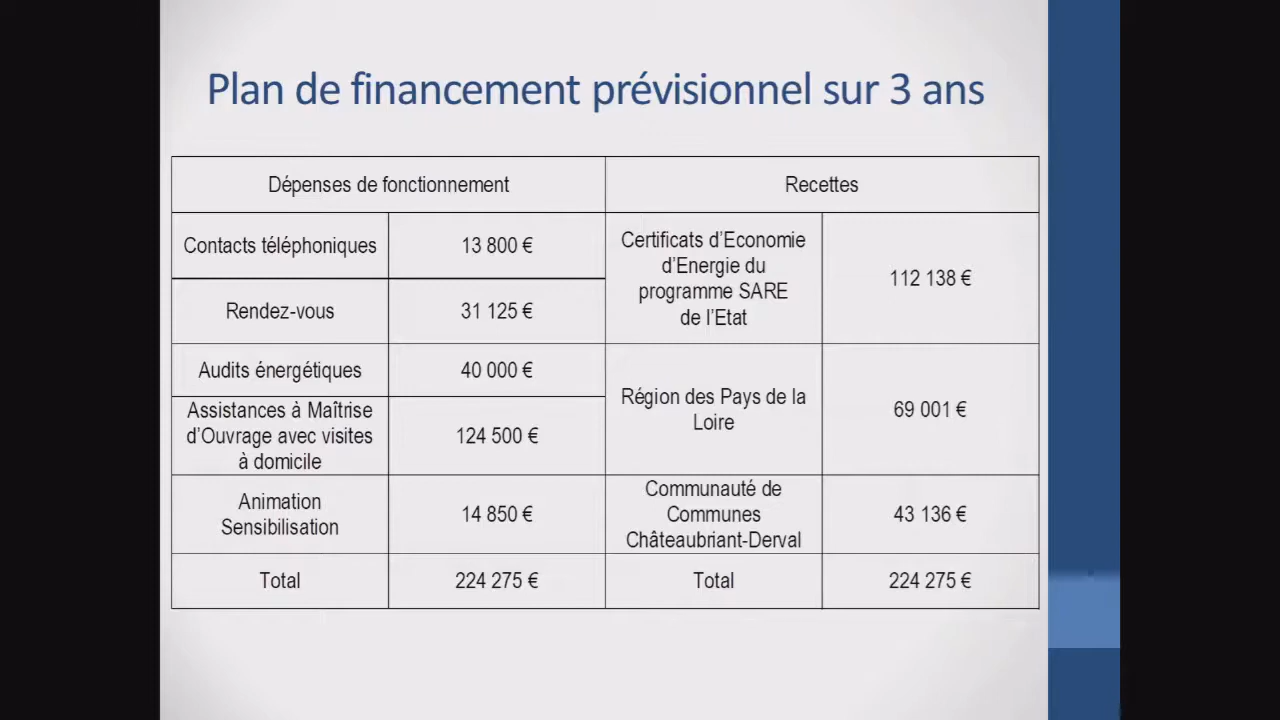 Plan de financement prévisionnel sur 3 ans
Dépenses de fonctionnement
Recettes
Contacts téléphoniques
13 800 €
Certificats d’Economie
d’Energie du
programme SARE
de l’Etat
112 138 €
Rendez-vous
31 125 €
Audits énergétiques
40 000 €
Région des Pays de la
Loire
69 001 €
Assistances à Maîtrise
d’Ouvrage avec visites
à domicile
124 500 €
Animation
Sensibilisation
14 850 €
Communauté de
Communes
Châteaubriant-Derval
43 136 €
Total
224 275 €
Total
224 275 €